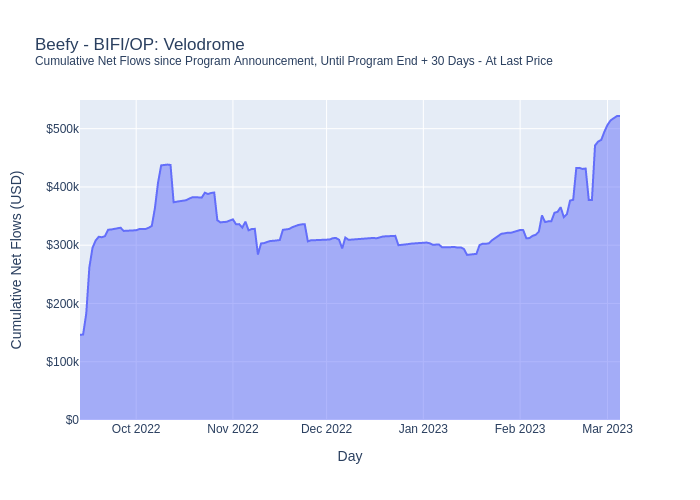 Beefy - BIFI/OP: Velodrome
Cumulative Net Flows since Program Announcement, Until Program End + 30 Days - At Last Price
Cumulative Net Flows (USD)
$500k
$400k
$300k
$200k
$100k
$0
Oct 2022
Nov 2022
Dec 2022
Jan 2023
Feb 2023
Mar 2023
Day